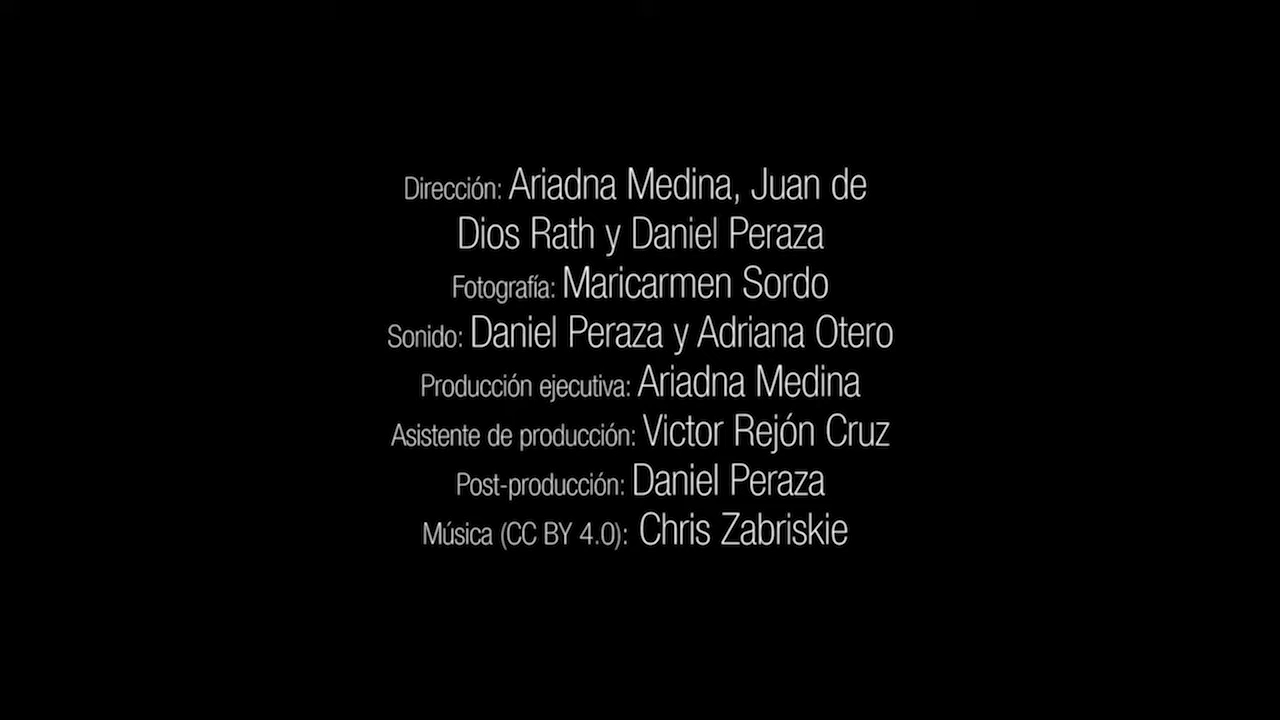 Dirección: Ariadna Medina, Juan de
Dios Rath y Daniel Peraza
Fotografía: Maricarmen Sordo
Sonido: Daniel Peraza y Adriana Otero
Producción ejecutiva: Ariadna Medina
Asistente de producción: Victor Rejón Cruz
Post-producción: Daniel Peraza
Música (CC BY 4.0): Chris Zabriskie